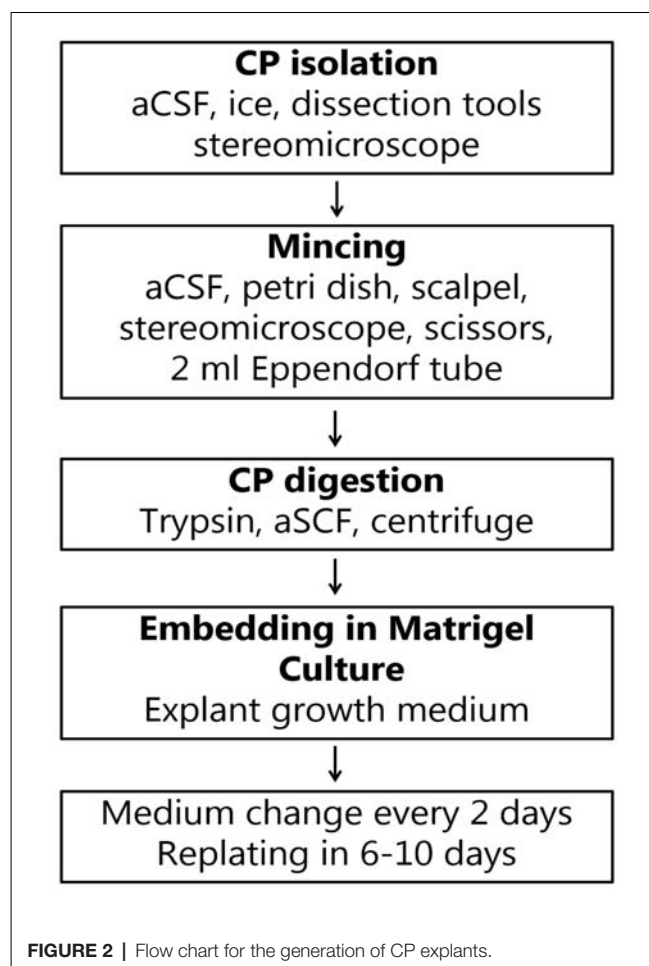 CP isolation
aCSF, ice, dissection tools
stereomicroscope
Mincing
aCSF, petri dish, scalpel,
stereomicroscope, scissors,
2 ml Eppendorf tube
CP digestion
Trypsin, aSCF, centrifuge
Embedding in Matrigel
Culture
Explant growth medium
Medium change every 2 days
Replating in 6-10 days
FIGURE 2 | Flow chart for the generation of CP explants.